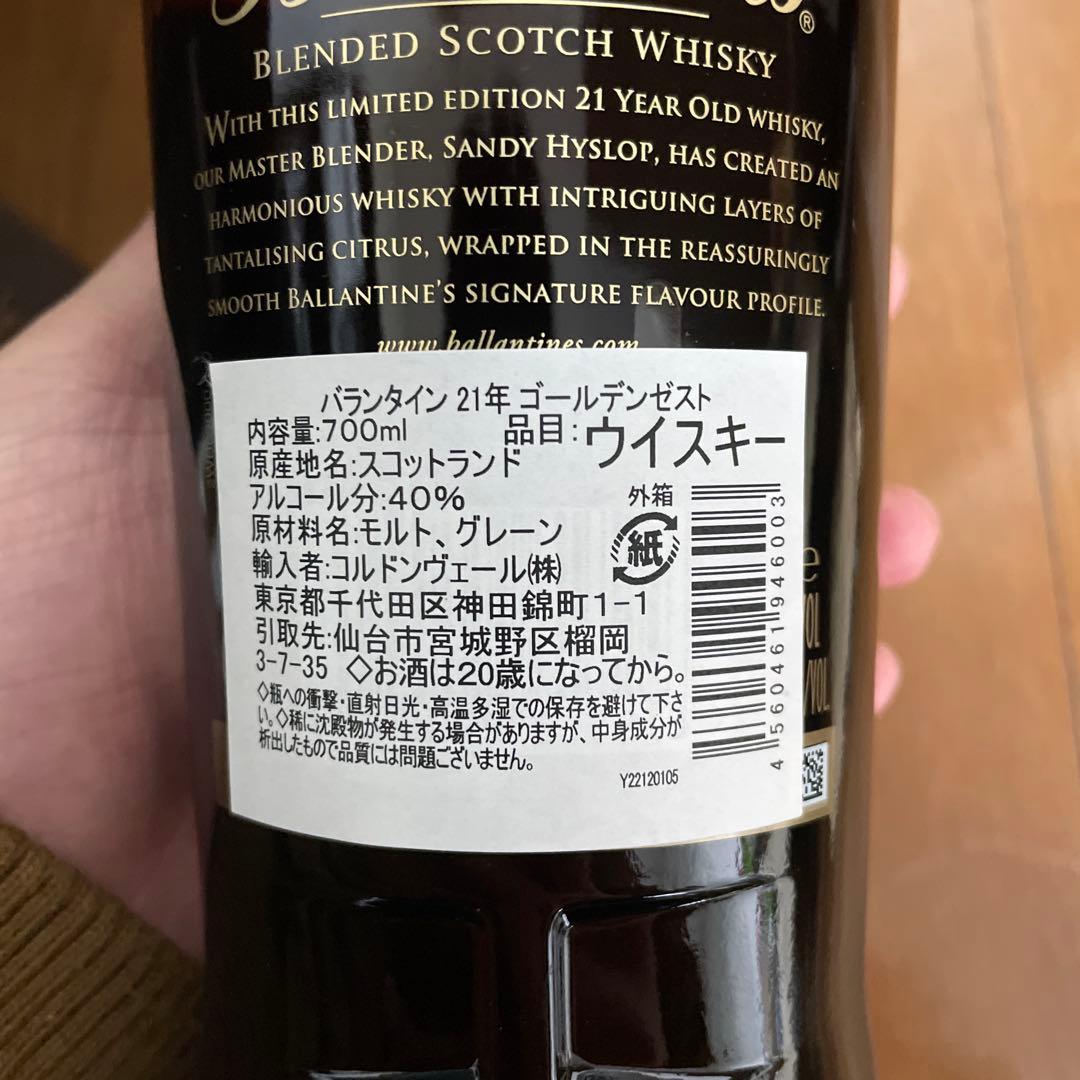 BLENDED SCOTCH WHISKY
WITH THIS LIMITED EDITION 21 YEAR OLD WHISKY,
OUR MASTER BLENDER, SANDY HYSLOP, HAS CREATED AN
HARMONIOUS WHISKY WITH INTRIGUING LAYERS OF
TANTALISING CITRUS, WRAPPED IN THE REASSURINGLY
SMOOTH BALLANTINE'S SIGNATURE FLAVOUR PROFILE.
www.ballantines.com
バランタイン 21年 ゴールデンゼスト
内容量:700ml 品目:ウイスキー
原産地名:スコットランド
アルコール分:40%
外箱
紙
原材料名:モルト、グレーン
輸入者:コルドンヴェール(株)
東京都千代田区神田錦町1-1
引取先:仙台市宮城野区榴岡
3-7-35 ◇お酒は20歳になってから。
◇瓶への衝撃・直射日光・高温多湿での保存を避けて下さ
い。◇稀に沈殿物が発生する場合がありますが、中身成分が
析出したもので品質には問題ございません。
Y22120105
4560461946003